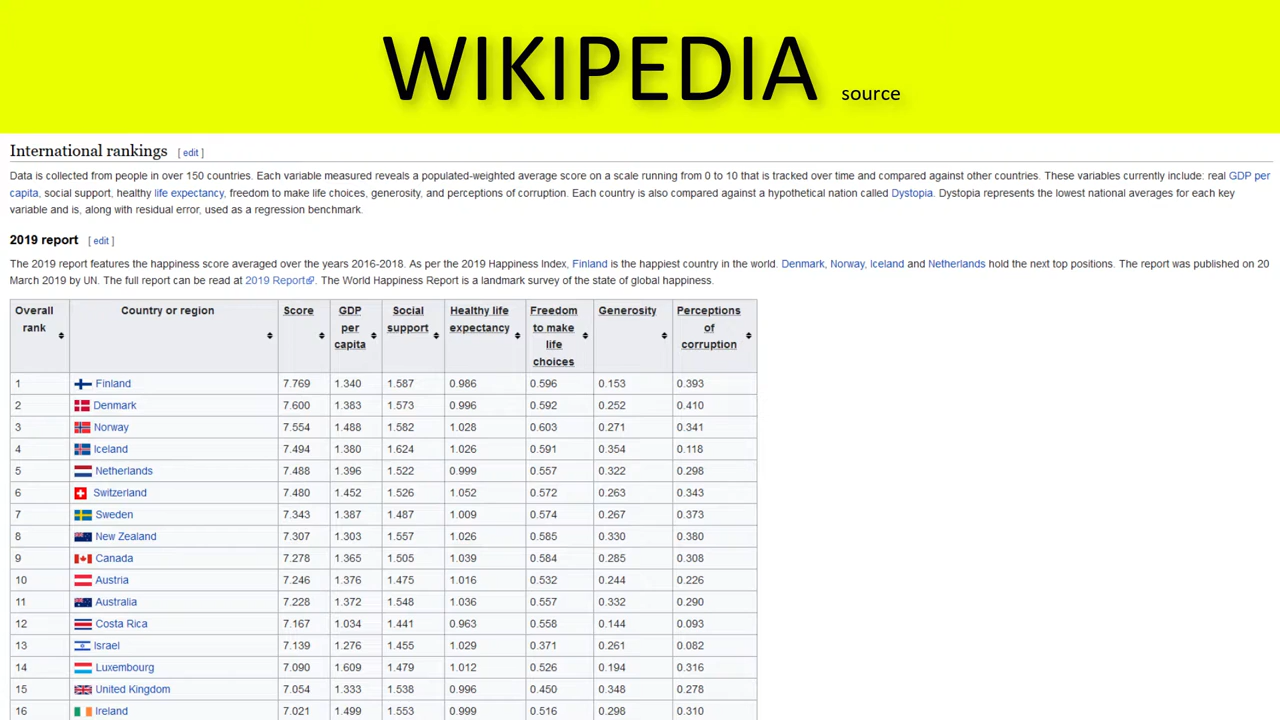 WIKIPEDIA source
International rankings [ edit ]
Data is collected from people in over 150 countries. Each variable measured reveals a populated-weighted average score on a scale running from 0 to 10 that is tracked over time and compared against other countries. These variables currently include: real GDP per
capita, social support, healthy life expectancy, freedom to make life choices, generosity, and perceptions of corruption. Each country is also compared against a hypothetical nation called Dystopia. Dystopia represents the lowest national averages for each key
variable and is, along with residual error, used as a regression benchmark.
2019 report [ edit ]
The 2019 report features the happiness score averaged over the years 2016-2018. As per the 2019 Happiness Index, Finland is the happiest country in the world. Denmark, Norway, Iceland and Netherlands hold the next top positions. The report was published on 20
March 2019 by UN. The full report can be read at 2019 Report. The World Happiness Report is a landmark survey of the state of global happiness.
Overall rank Country or region Score GDP per capita Social support Healthy life expectancy Freedom to make life choices Generosity Perceptions of corruption
1 Finland 7.769 1.340 1.587 0.986 0.596 0.153 0.393
2 Denmark 7.600 1.383 1.573 0.996 0.592 0.252 0.410
3 Norway 7.554 1.488 1.582 1.028 0.603 0.271 0.341
4 Iceland 7.494 1.380 1.624 1.026 0.591 0.354 0.118
5 Netherlands 7.488 1.396 1.522 0.999 0.557 0.322 0.298
6 Switzerland 7.480 1.452 1.526 1.052 0.572 0.263 0.343
7 Sweden 7.343 1.387 1.487 1.009 0.574 0.267 0.373
8 New Zealand 7.307 1.303 1.557 1.026 0.585 0.330 0.380
9 Canada 7.278 1.365 1.505 1.039 0.584 0.285 0.308
10 Austria 7.246 1.376 1.475 1.016 0.532 0.244 0.226
11 Australia 7.228 1.372 1.548 1.036 0.557 0.332 0.290
12 Costa Rica 7.167 1.034 1.441 0.963 0.558 0.144 0.093
13 Israel 7.139 1.276 1.455 1.029 0.371 0.261 0.082
14 Luxembourg 7.090 1.609 1.479 1.012 0.526 0.194 0.316
15 United Kingdom 7.054 1.333 1.538 0.996 0.450 0.348 0.278
16 Ireland 7.021 1.499 1.553 0.999 0.516 0.298 0.310